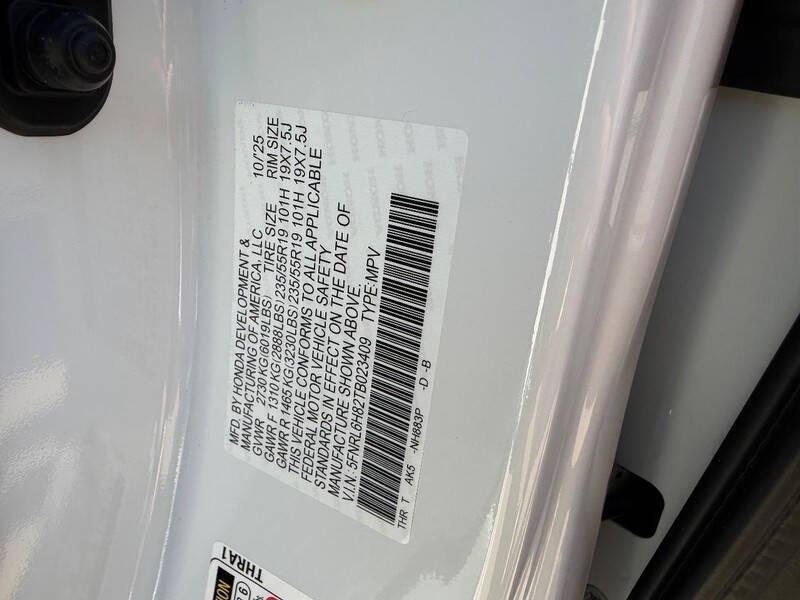 MFD. BY HONDA DEVELOPMENT & 10/'25
MANUFACTURING OF AMERICA, LLC
GVWR 2730 KG(6019LBS) TIRE SIZE RIM SIZE
GAWR F 1310 KG(2888LBS) 235/55R19 101H 19X7.5J
GAWR R 1465 KG(3230LBS) 235/55R19 101H 19X7.5J
THIS VEHICLE CONFORMS TO ALL APPLICABLE
FEDERAL MOTOR VEHICLE SAFETY
STANDARDS IN EFFECT ON THE DATE OF
MANUFACTURE SHOWN ABOVE.
V.I.N.: 5FNRL6H82TB023409 TYPE:MPV
THR T AK5 -NH883P -D -B
THRA1